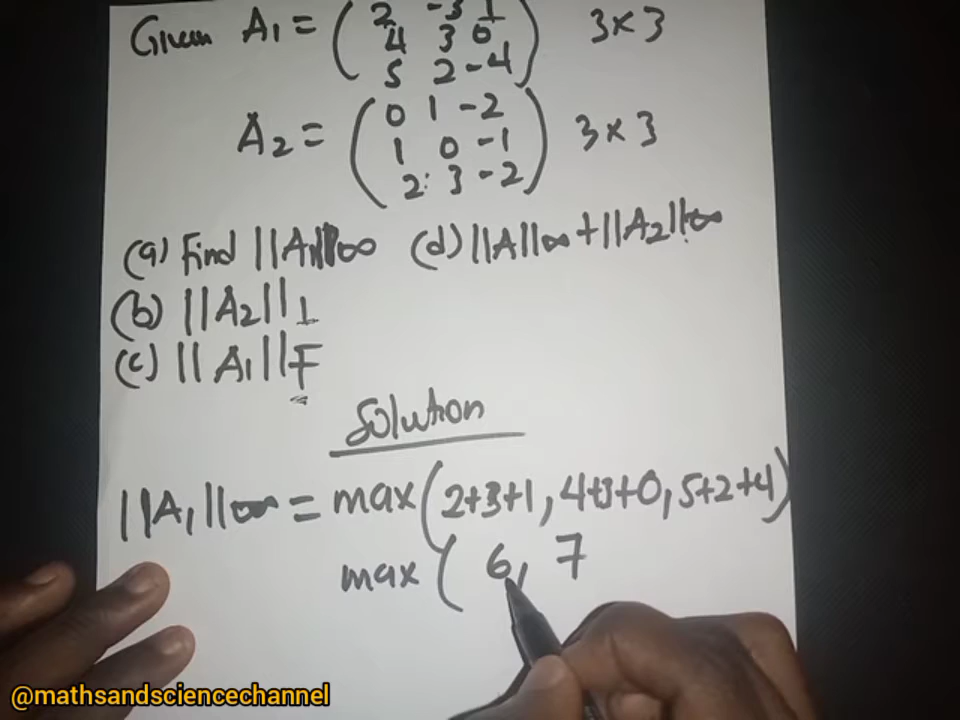 Given A1 = ( 2 -3 1 3×3
4 3 0
5 2 -4 )
A2 = ( 0 1 -2
1 0 -1 3×3
2 3 -2 )
(a) Find ||A1||∞ (d) ||A||∞ + ||A2||∞
(b) ||A2||1
(c) ||A1||F
Solution
||A1||∞ = max(2+3+1, 4+3+0, 5+2+4)
max ( 6, 7
@mathsandsciencechannel